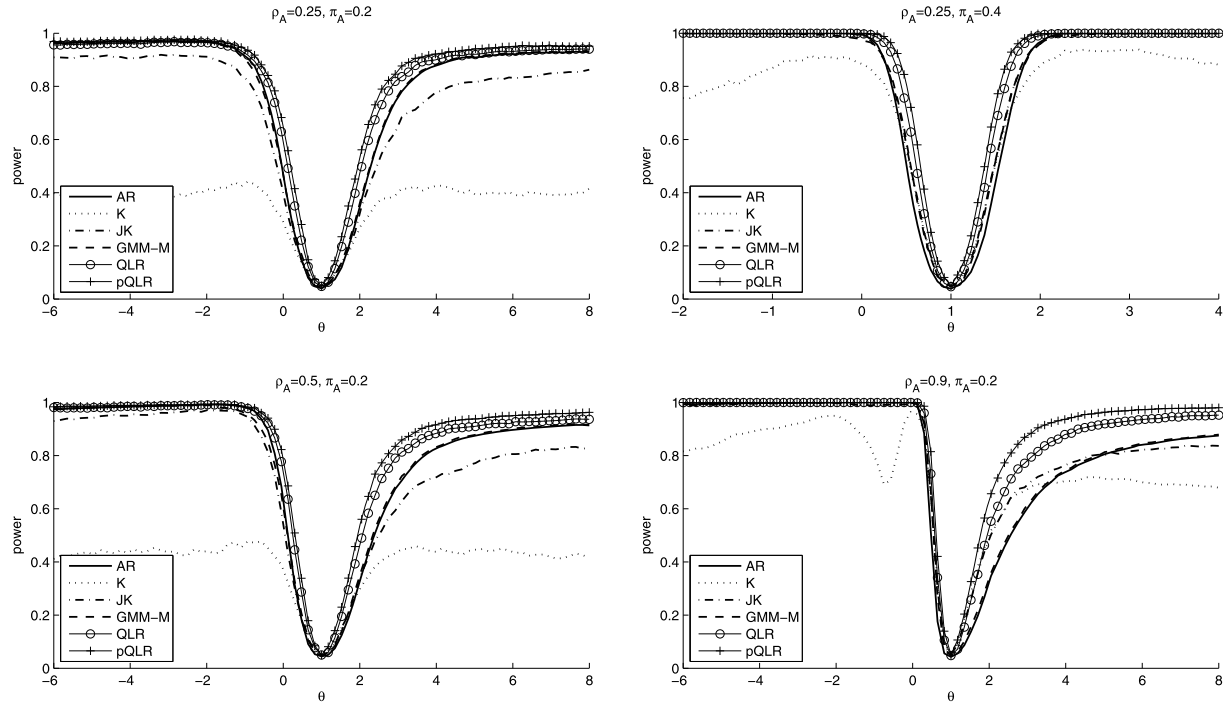 ρA=0.25, πA=0.2
power
1
0.8
0.6
0.4
0.2
0
AR
K
JK
GMM−M
QLR
pQLR
−6 −4 −2 0 2 4 6 8
θ
ρA=0.25, πA=0.4
power
1
0.8
0.6
0.4
0.2
0
AR
K
JK
GMM−M
QLR
pQLR
−2 −1 0 1 2 3 4
θ
ρA=0.5, πA=0.2
power
1
0.8
0.6
0.4
0.2
0
AR
K
JK
GMM−M
QLR
pQLR
−6 −4 −2 0 2 4 6 8
θ
ρA=0.9, πA=0.2
power
1
0.8
0.6
0.4
0.2
0
AR
K
JK
GMM−M
QLR
pQLR
−6 −4 −2 0 2 4 6 8
θ